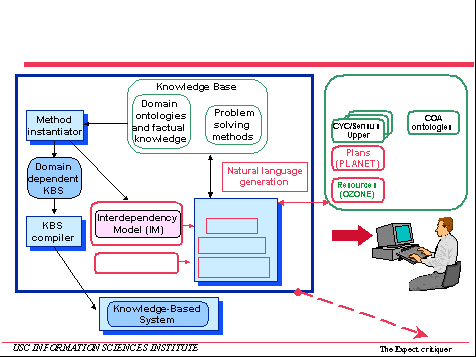 Knowledge Base
Domain
ontologies
and factual
knowledge
Problem
solving
methods
Method
instantiator
Domain
dependent
KBS
KBS
compiler
Natural language
generation
Interdependency
Model (IM)
Knowledge-Based
System
CYC/Sensus
Upper
COA
ontologies
Plans
(PLANET)
Resources
(OZONE)
USC INFORMATION SCIENCES INSTITUTE
The Expect critiquer